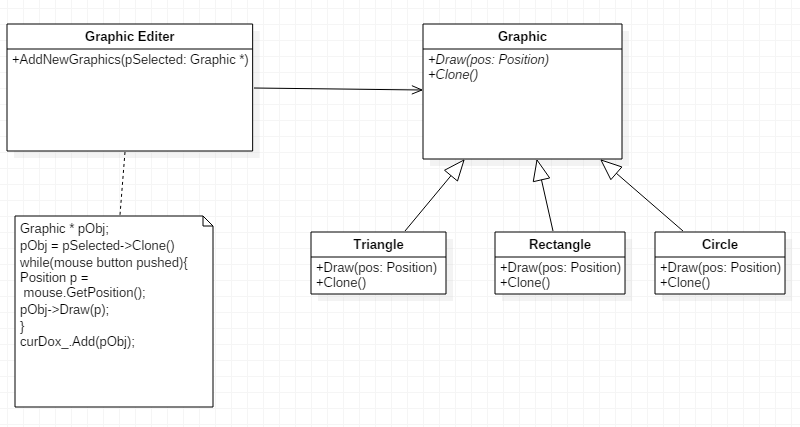 Graphic Editer
+AddNewGraphics(pSelected: Graphic *)
Graphic
+Draw(pos: Position)
+Clone()
Graphic * pObj;
pObj = pSelected->Clone()
while(mouse button pushed){
Position p =
mouse.GetPosition();
pObj->Draw(p);
}
curDox_.Add(pObj);
Triangle
+Draw(pos: Position)
+Clone()
Rectangle
+Draw(pos: Position)
+Clone()
Circle
+Draw(pos: Position)
+Clone()